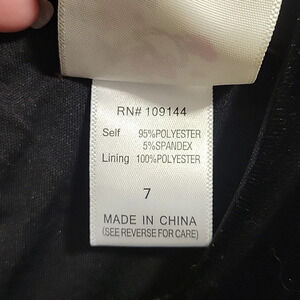 RN# 109144
Self 95%POLYESTER
5%SPANDEX
Lining 100%POLYESTER
7
MADE IN CHINA
(SEE REVERSE FOR CARE)